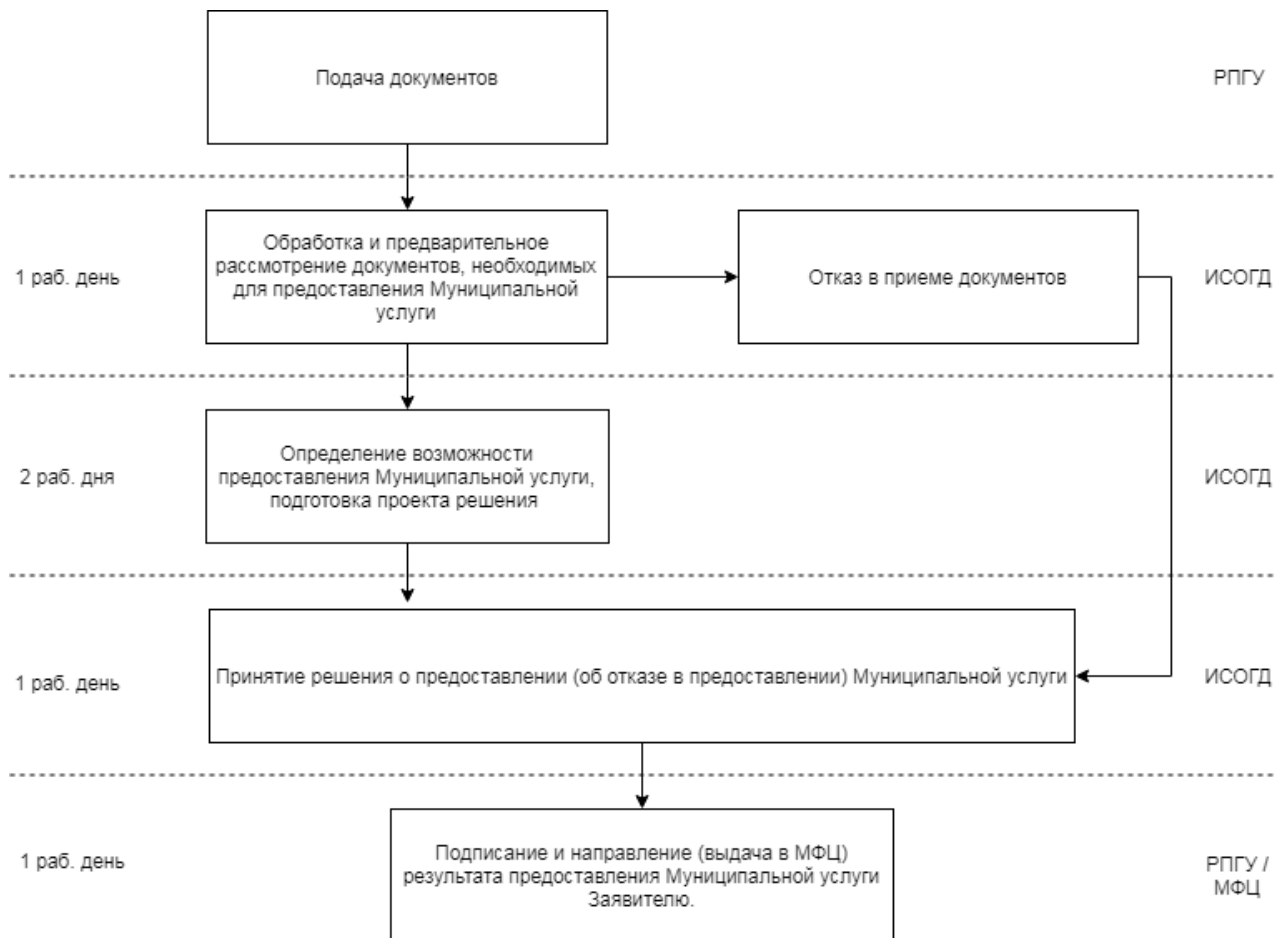 Подача документов
РПГУ
1 раб. день
Обработка и предварительное
рассмотрение документов, необходимых
для предоставления Муниципальной
услуги
Отказ в приеме документов
ИСОГД
2 раб. дня
Определение возможности
предоставления Муниципальной услуги,
подготовка проекта решения
ИСОГД
1 раб. день
Принятие решения о предоставлении (об отказе в предоставлении) Муниципальной услуги
ИСОГД
1 раб. день
Подписание и направление (выдача в МФЦ)
результата предоставления Муниципальной услуги
Заявителю.
РПГУ /
МФЦ